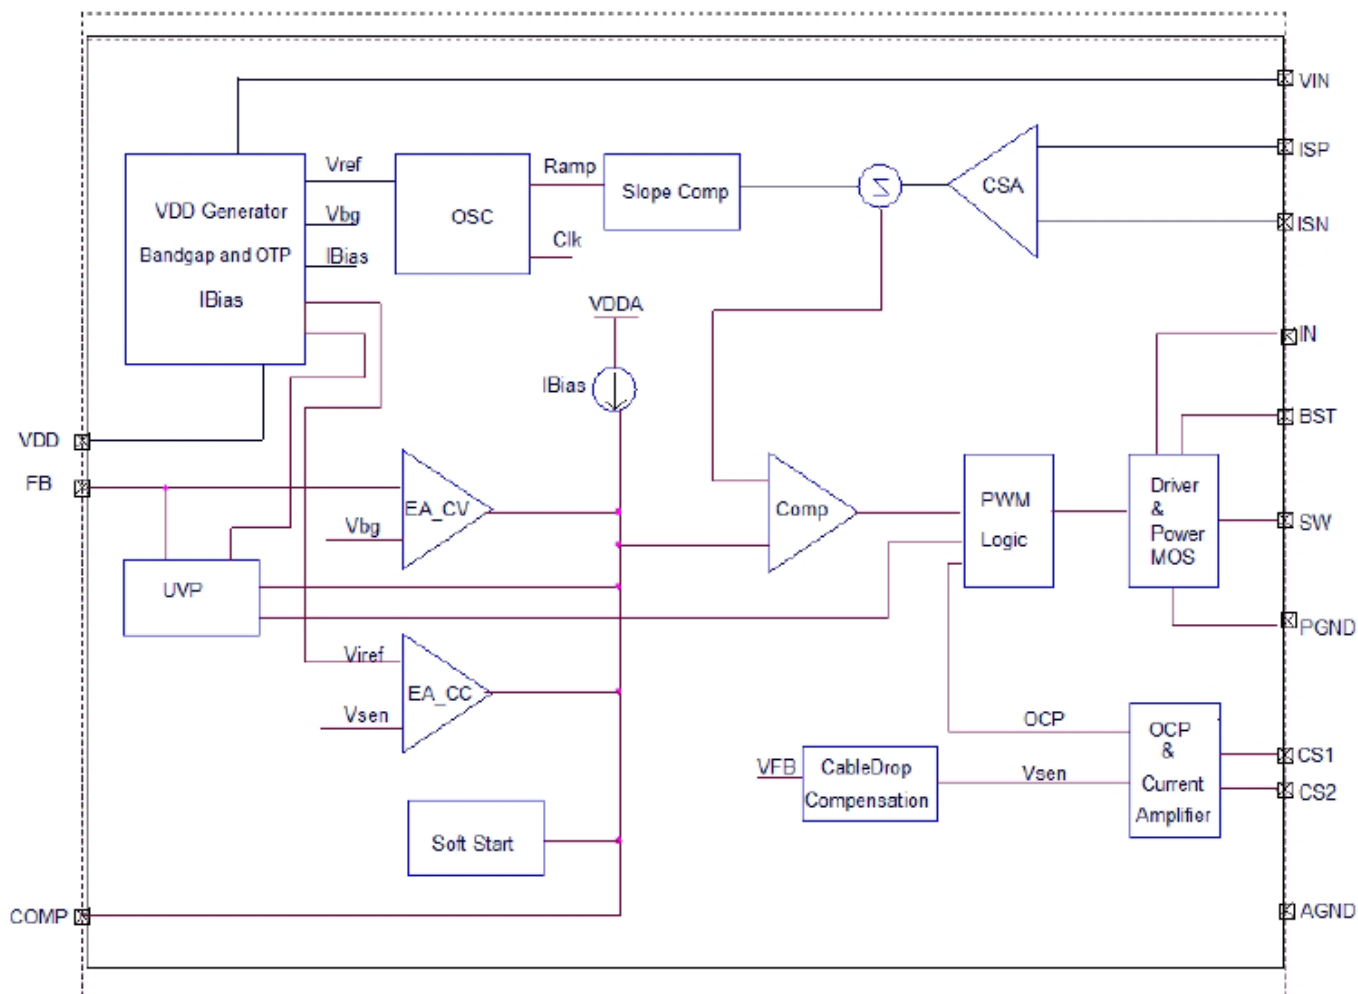 VIN
ISP
Vref
Ramp
CSA
Slope Comp
Σ
VDD Generator
Vbg
OSC
ISN
Clk
Bandgap and OTP
IBias
IBias
VDDA
IN
IBias
BST
VDD
FB
EA_CV
Comp
PWM
Driver
&
Power
MOS
SW
Vbg
Logic
UVP
PGND
Viref
EA_CC
Vsen
OCP
OCP
&
Current
Amplifier
CS1
VFB
CableDrop
Compensation
Vsen
CS2
Soft Start
COMP
AGND